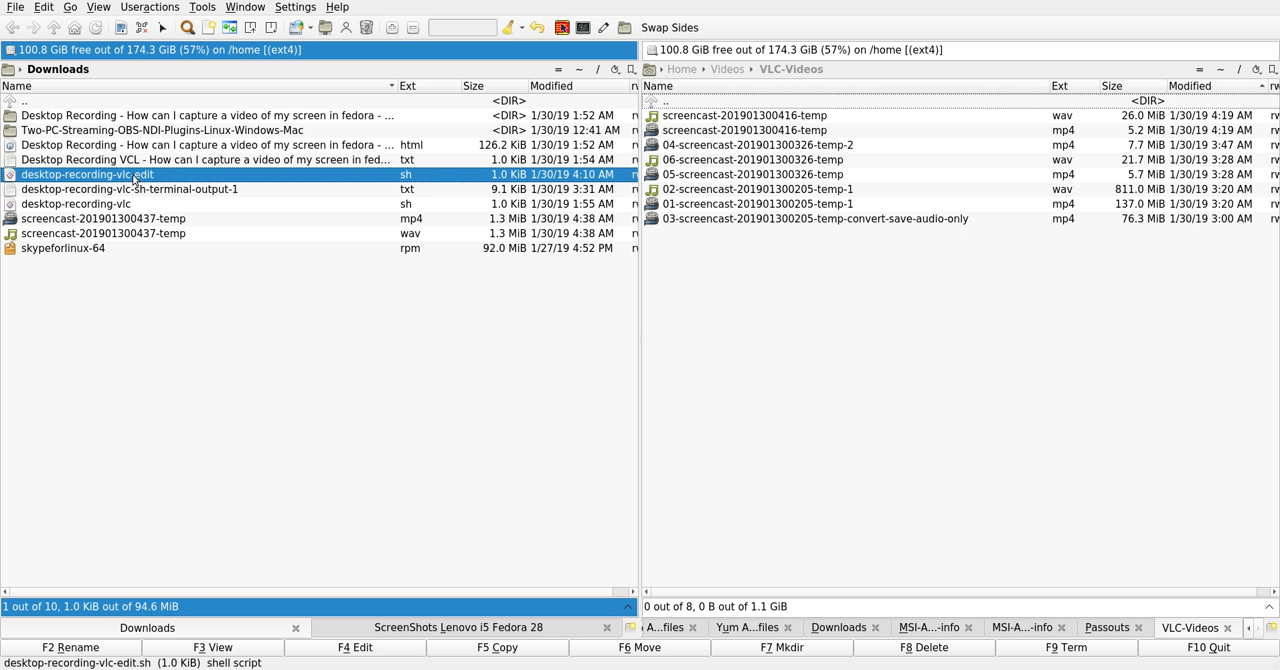 File Edit Go View Useractions Tools Window Settings Help
Swap Sides
100.8 GiB free out of 174.3 GiB (57%) on /home [(ext4)]
Downloads = ~ /
Name Ext Size Modified
.. <DIR>
Desktop Recording - How can I capture a video of my screen in fedora - ... <DIR> 1/30/19 1:52 AM
Two-PC-Streaming-OBS-NDI-Plugins-Linux-Windows-Mac <DIR> 1/30/19 12:41 AM
Desktop Recording - How can I capture a video of my screen in fedora - ... html 126.2 KiB 1/30/19 1:52 AM
Desktop Recording VCL - How can I capture a video of my screen in fed... txt 1.0 KiB 1/30/19 1:54 AM
desktop-recording-vlc-edit sh 1.0 KiB 1/30/19 4:10 AM
desktop-recording-vlc-sh-terminal-output-1 txt 9.1 KiB 1/30/19 3:31 AM
desktop-recording-vlc sh 1.0 KiB 1/30/19 1:55 AM
screencast-201901300437-temp mp4 1.3 MiB 1/30/19 4:38 AM
screencast-201901300437-temp wav 1.3 MiB 1/30/19 4:38 AM
skypeforlinux-64 rpm 92.0 MiB 1/27/19 4:52 PM
1 out of 10, 1.0 KiB out of 94.6 MiB
Downloads ScreenShots Lenovo i5 Fedora 28
100.8 GiB free out of 174.3 GiB (57%) on /home [(ext4)]
Home Videos VLC-Videos = ~ /
Name Ext Size Modified rw
.. <DIR>
screencast-201901300416-temp wav 26.0 MiB 1/30/19 4:19 AM rw
screencast-201901300416-temp mp4 5.2 MiB 1/30/19 4:19 AM rw
04-screencast-201901300326-temp-2 mp4 7.7 MiB 1/30/19 3:47 AM rw
06-screencast-201901300326-temp wav 21.7 MiB 1/30/19 3:28 AM rw
05-screencast-201901300326-temp mp4 5.7 MiB 1/30/19 3:28 AM rw
02-screencast-201901300205-temp-1 wav 811.0 MiB 1/30/19 3:20 AM rw
01-screencast-201901300205-temp-1 mp4 137.0 MiB 1/30/19 3:20 AM rw
03-screencast-201901300205-temp-convert-save-audio-only mp4 76.3 MiB 1/30/19 3:00 AM rw
0 out of 8, 0 B out of 1.1 GiB
A...files Yum A...files Downloads MSI-A...-info MSI-A...-info Passouts VLC-Videos
F2 Rename F3 View F4 Edit F5 Copy F6 Move F7 Mkdir F8 Delete F9 Term F10 Quit
desktop-recording-vlc-edit.sh (1.0 KiB) shell script